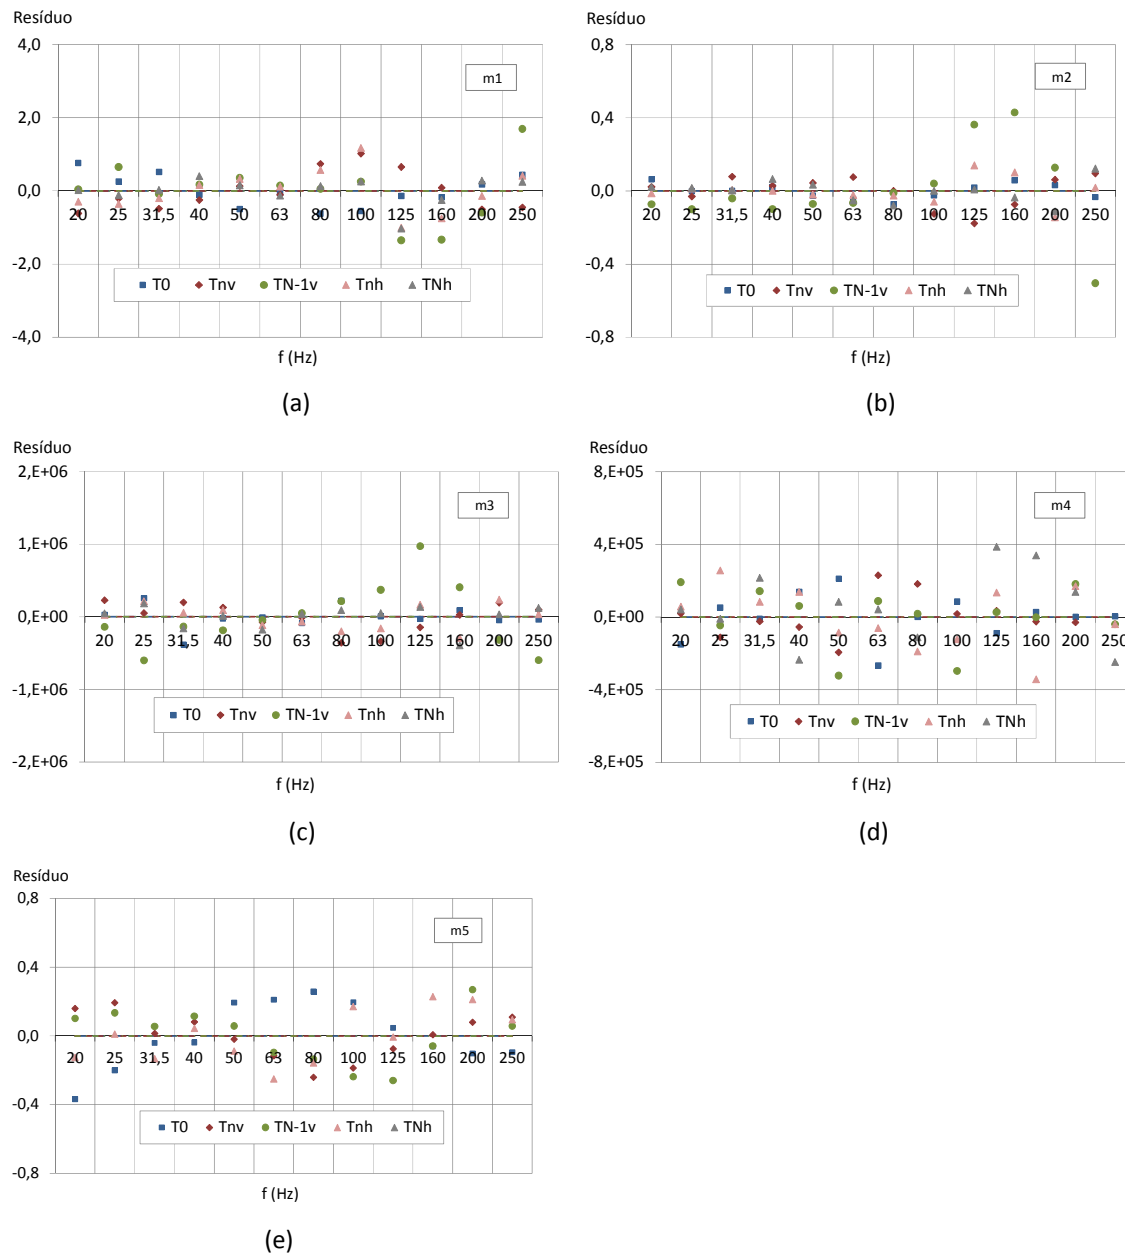 Resíduo
4,0
2,0
0,0
-2,0
-4,0
20 25 31,5 40 50 63 80 100 125 160 200 250
m1
T0 Tnv TN-1v Tnh TNh
f (Hz)
(a)
Resíduo
0,8
0,4
0,0
-0,4
-0,8
20 25 31,5 40 50 63 80 100 125 160 200 250
m2
T0 Tnv TN-1v Tnh TNh
f (Hz)
(b)
Resíduo
2,E+06
1,E+06
0,E+00
-1,E+06
-2,E+06
20 25 31,5 40 50 63 80 100 125 160 200 250
m3
T0 Tnv TN-1v Tnh TNh
f (Hz)
(c)
Resíduo
8,E+05
4,E+05
0,E+00
-4,E+05
-8,E+05
20 25 31,5 40 50 63 80 100 125 160 200 250
m4
T0 Tnv TN-1v Tnh TNh
f (Hz)
(d)
Resíduo
0,8
0,4
0,0
-0,4
-0,8
20 25 31,5 40 50 63 80 100 125 160 200 250
m5
T0 Tnv TN-1v Tnh TNh
f (Hz)
(e)